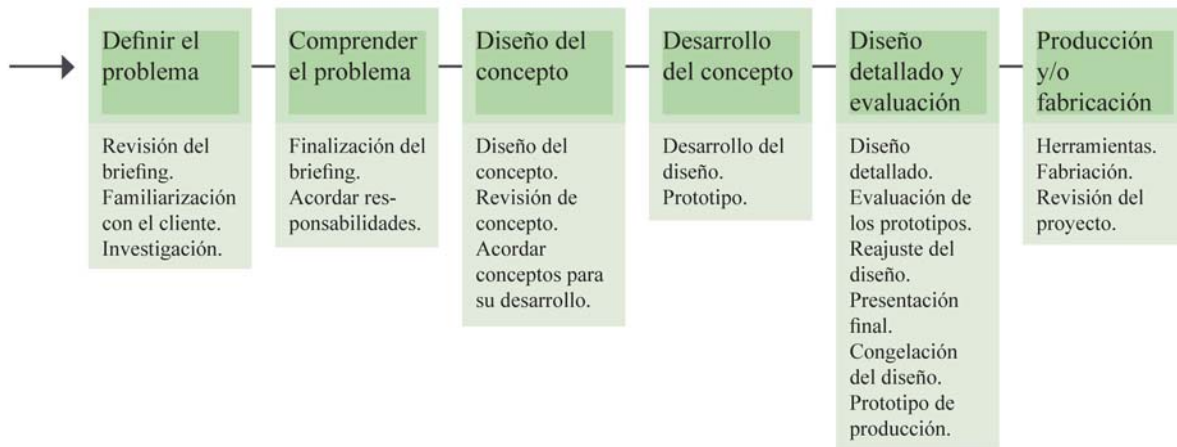 Definir el
problema
Revisión del
briefing.
Familiarización
con el cliente.
Investigación.
Comprender
el problema
Finalización del
briefing.
Acordar res-
ponsabilidades.
Diseño del
concepto
Diseño del
concepto.
Revisión de
concepto.
Acordar
conceptos para
su desarrollo.
Desarrollo
del concepto
Desarrollo del
diseño.
Prototipo.
Diseño
detallado y
evaluación
Diseño
detallado.
Evaluación de
los prototipos.
Reajuste del
diseño.
Presentación
final.
Congelación
del diseño.
Prototipo de
producción.
Producción
y/o
fabricación
Herramientas.
Fabriación.
Revisión del
proyecto.